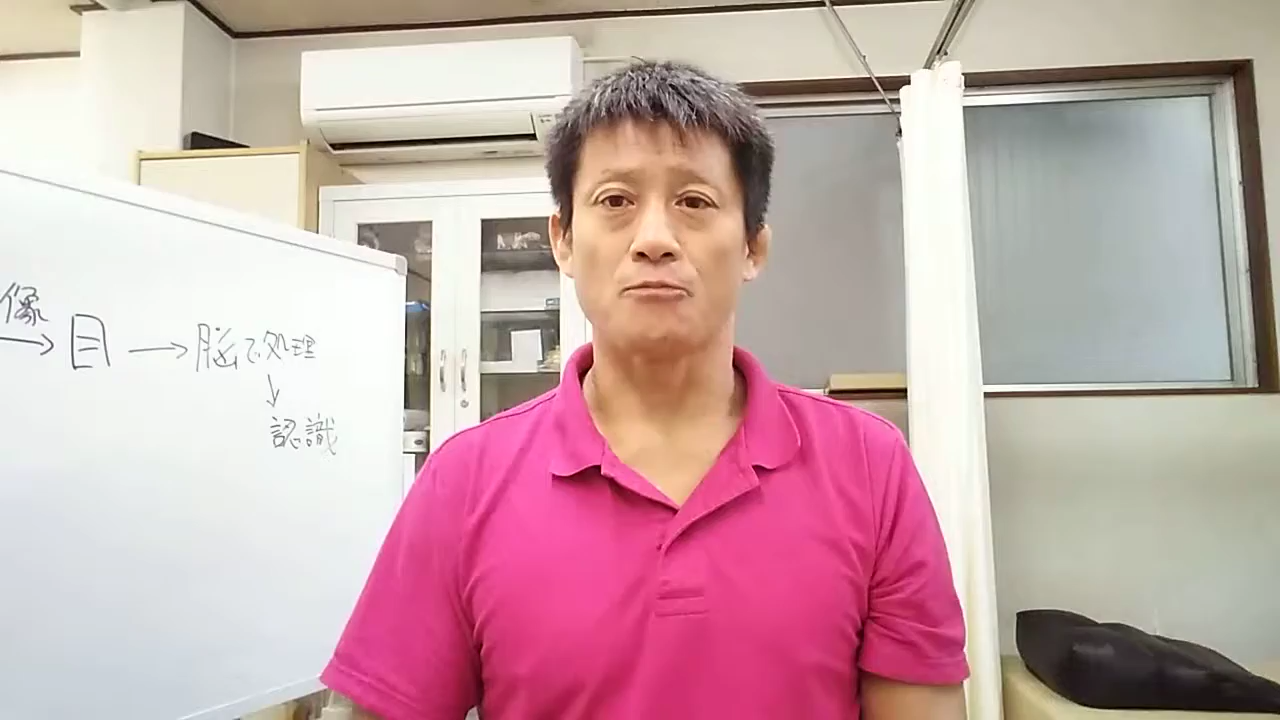 像
→ 目 → 脳で処理
↓
認識